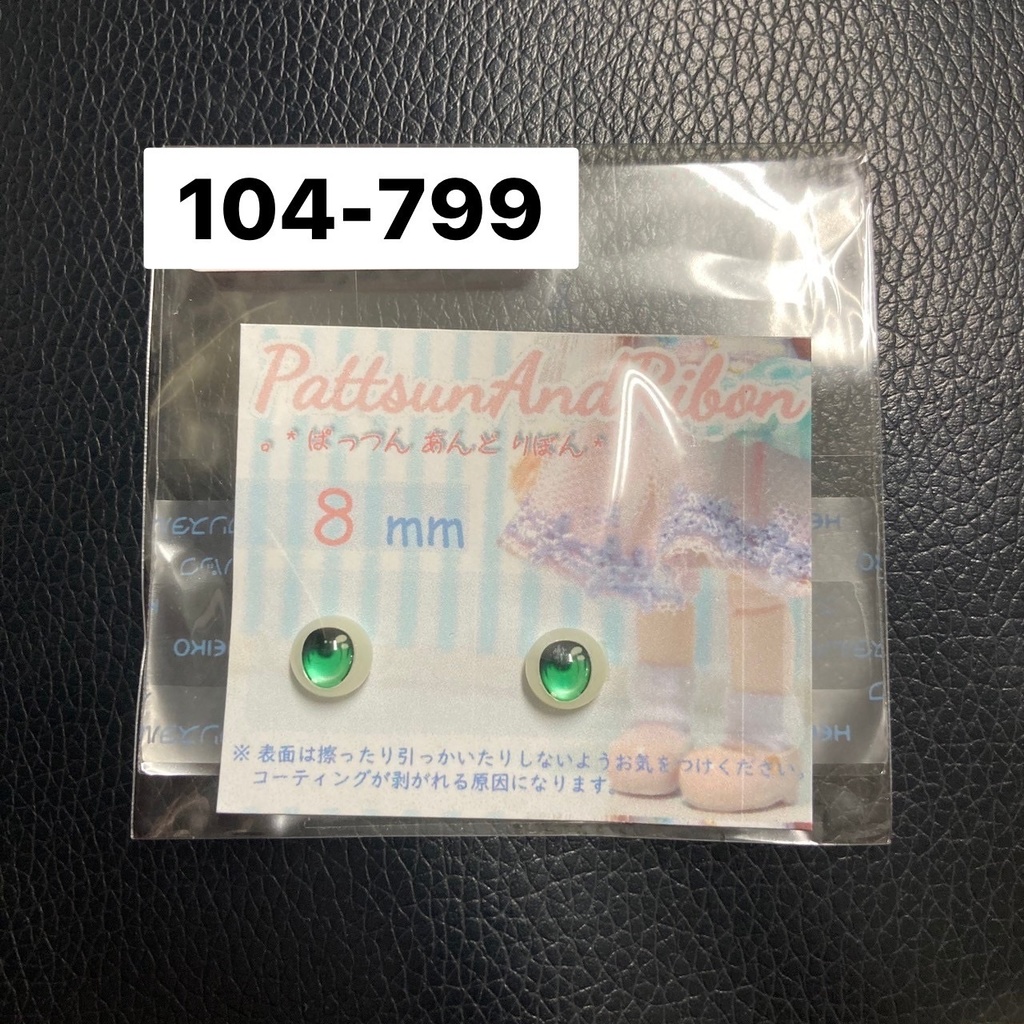 104-799
PattsunAndRibon
。*ぱっつん あんど りぼん*
8 mm
HEIKO
※ 表面は擦ったり引っかいたりしないようお気をつけください。
コーティングが剥がれる原因になります。